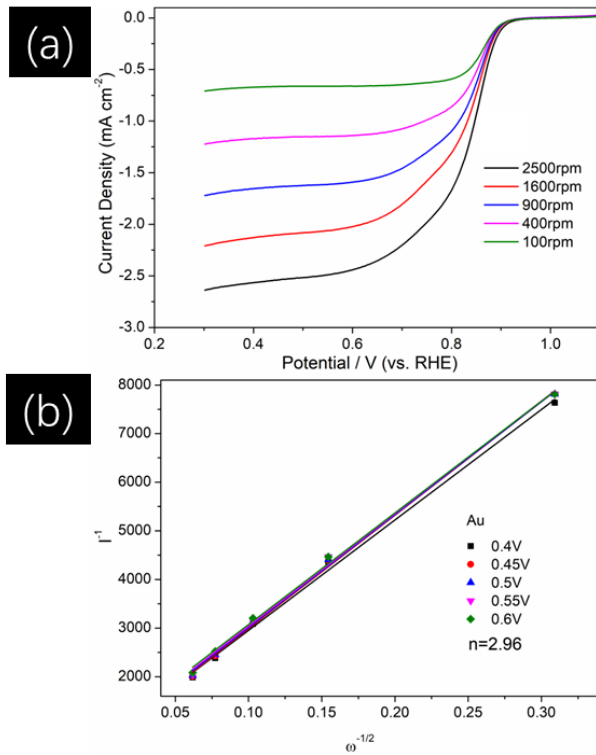 (a)
0.0
-0.5
-1.0
-1.5
-2.0
-2.5
-3.0
Current Density (mA cm-2)
2500rpm
1600rpm
900rpm
400rpm
100rpm
0.2 0.4 0.6 0.8 1.0
Potential / V (vs. RHE)
(b)
8000
7000
6000
5000
4000
3000
2000
I-1
Au
0.4V
0.45V
0.5V
0.55V
0.6V
n=2.96
0.05 0.10 0.15 0.20 0.25 0.30
ω-1/2